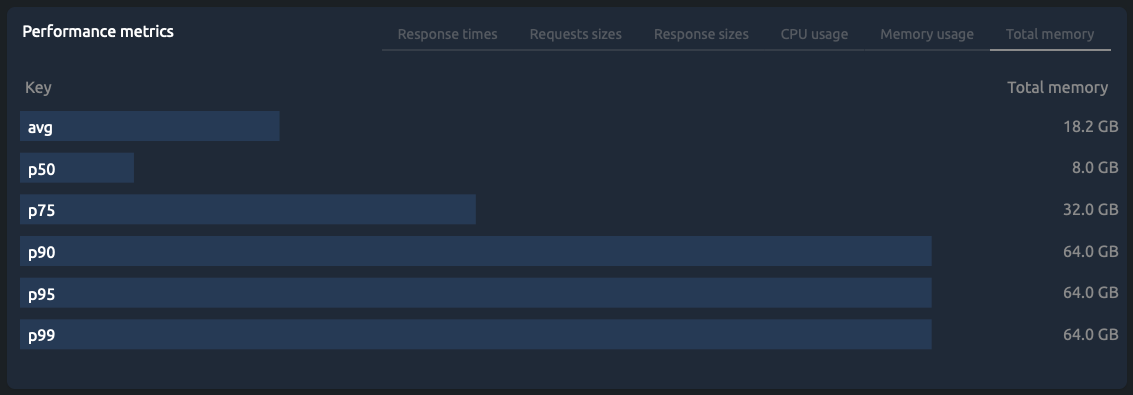 Performance metrics
Response times Requests sizes Response sizes CPU usage Memory usage Total memory
Key Total memory
avg 18.2 GB
p50 8.0 GB
p75 32.0 GB
p90 64.0 GB
p95 64.0 GB
p99 64.0 GB